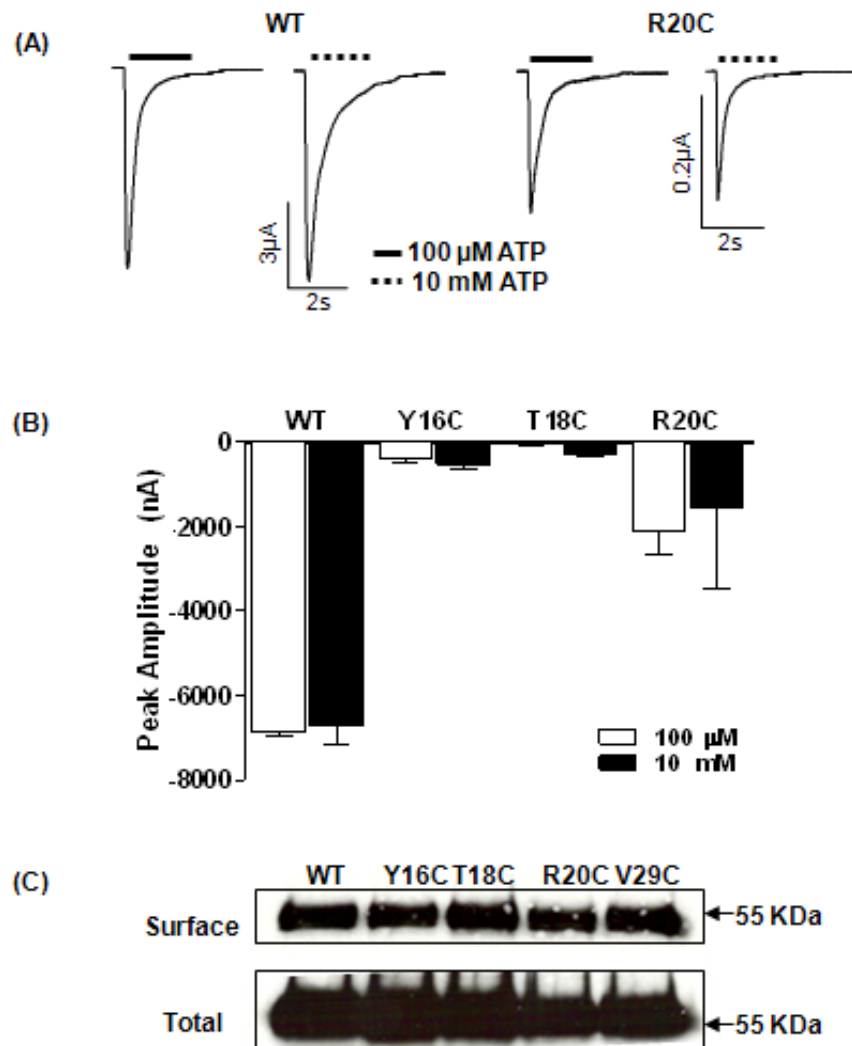 (A)
WT
R20C
3µA
2s
0.2µA
2s
100 µM ATP
10 mM ATP
(B)
WT Y16C T18C R20C
0
-2000
-4000
-6000
-8000
Peak Amplitude (nA)
100 µM
10 mM
(C)
WT Y16C T18C R20C V29C
Surface
55 KDa
Total
55 KDa